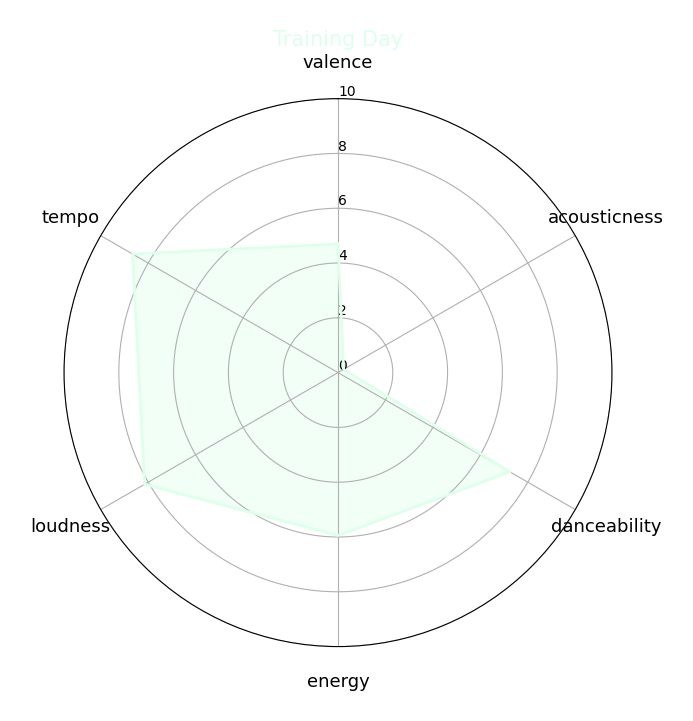 Training Day
valence
10
8
tempo
acousticness
6
4
2
0
loudness
danceability
energy